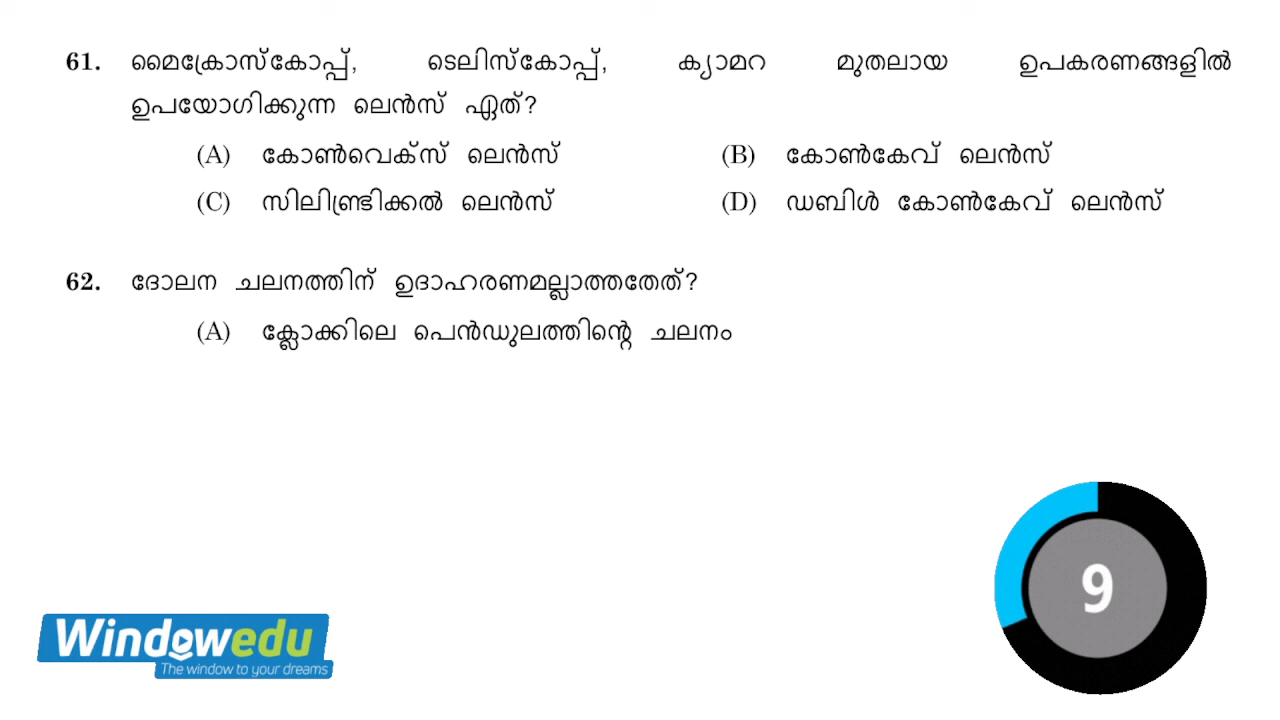 61. മൈക്രോസ്കോപ്പ്, ടെലിസ്കോപ്പ്, ക്യാമറ മുതലായ ഉപകരണങ്ങളിൽ
ഉപയോഗിക്കുന്ന ലെൻസ് ഏത്?
(A) കോൺവെക്സ് ലെൻസ് (B) കോൺകേവ് ലെൻസ്
(C) സിലിണ്ട്രിക്കൽ ലെൻസ് (D) ഡബിൾ കോൺകേവ് ലെൻസ്
62. ദോലന ചലനത്തിന് ഉദാഹരണമല്ലാത്തതേത്?
(A) ക്ലോക്കിലെ പെൻഡുലത്തിന്റെ ചലനം
9
Windowedu
The window to your dreams